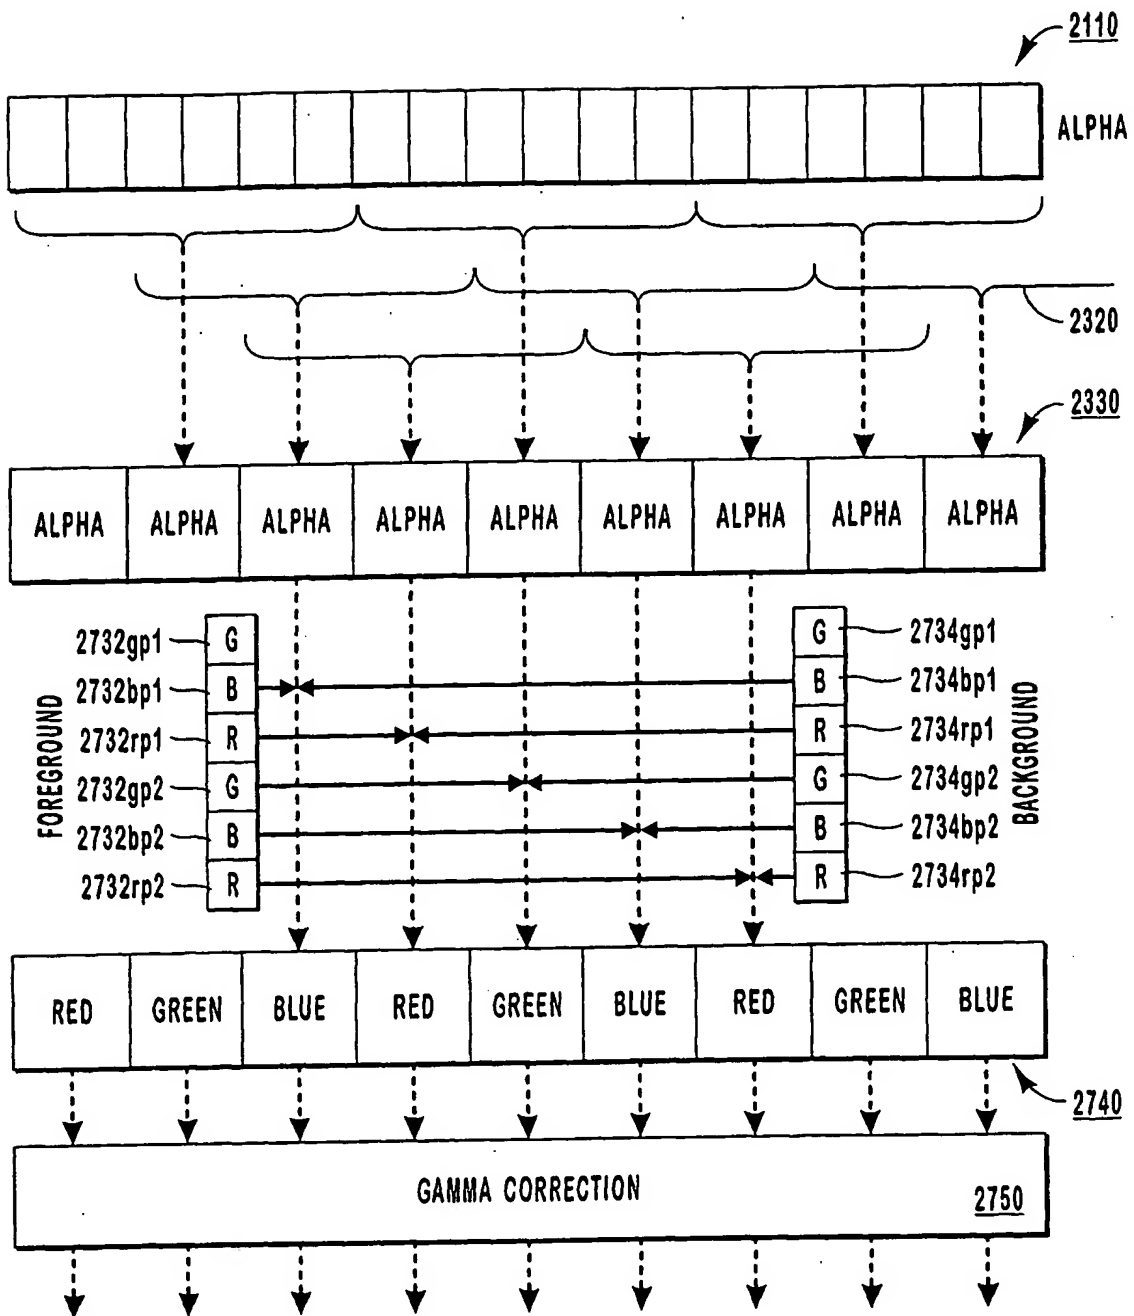 2110
ALPHA
2320
2330
ALPHA ALPHA ALPHA ALPHA ALPHA ALPHA ALPHA ALPHA ALPHA
FOREGROUND
2732gp1 G
2732bp1 B
2732rp1 R
2732gp2 G
2732bp2 B
2732rp2 R
G 2734gp1
B 2734bp1
R 2734rp1
G 2734gp2
B 2734bp2
R 2734rp2
BACKGROUND
RED GREEN BLUE RED GREEN BLUE RED GREEN BLUE
2740
GAMMA CORRECTION
2750